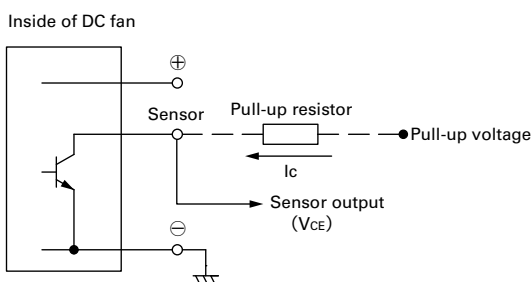 Inside of DC fan
⊕
Sensor
Pull-up resistor
Pull-up voltage
Ic
Sensor output
(VCE)
⊖